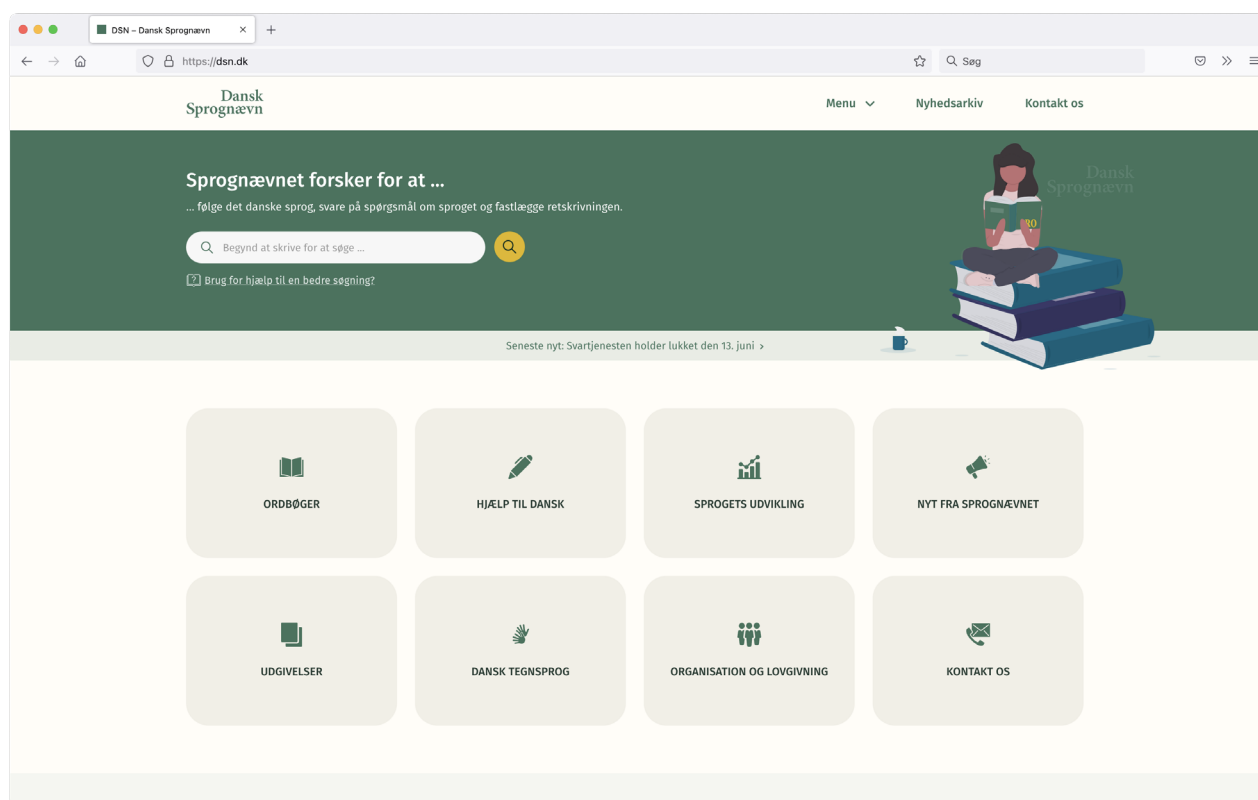 DSN – Dansk Sprognævn
https://dsn.dk
Søg
Dansk
Sprognævn
Menu
Nyhedsarkiv
Kontakt os
Sprognævnet forsker for at ...
... følge det danske sprog, svare på spørgsmål om sproget og fastlægge retskrivningen.
Begynd at skrive for at søge ...
Brug for hjælp til en bedre søgning?
Dansk
Sprognævn
RO
Seneste nyt: Svartjenesten holder lukket den 13. juni
ORDBØGER
HJÆLP TIL DANSK
SPROGETS UDVIKLING
NYT FRA SPROGNÆVNET
UDGIVELSER
DANSK TEGNSPROG
ORGANISATION OG LOVGIVNING
KONTAKT OS